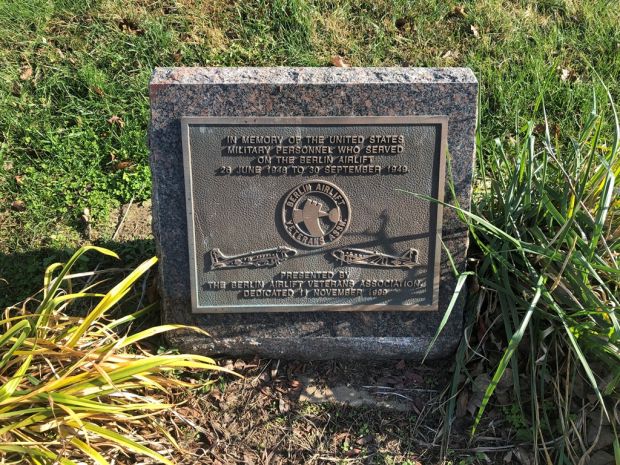 IN MEMORY OF THE UNITED STATES
MILITARY PERSONNEL WHO SERVED
ON THE BERLIN AIRLIFT
26 JUNE 1948 TO 30 SEPTEMBER 1949
BERLIN AIRLIFT
VETERANS ASSN
PRESENTED BY
THE BERLIN AIRLIFT VETERANS ASSOCIATION
DEDICATED 11 NOVEMBER